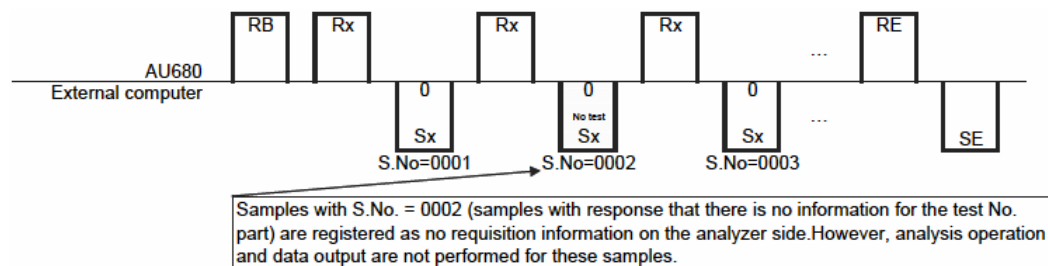 RB Rx Rx Rx RE
...
AU680
External computer
0 0 0
No test
...
Sx Sx Sx SE
S.No=0001 S.No=0002 S.No=0003
Samples with S.No. = 0002 (samples with response that there is no information for the test No.
part) are registered as no requisition information on the analyzer side.However, analysis operation
and data output are not performed for these samples.